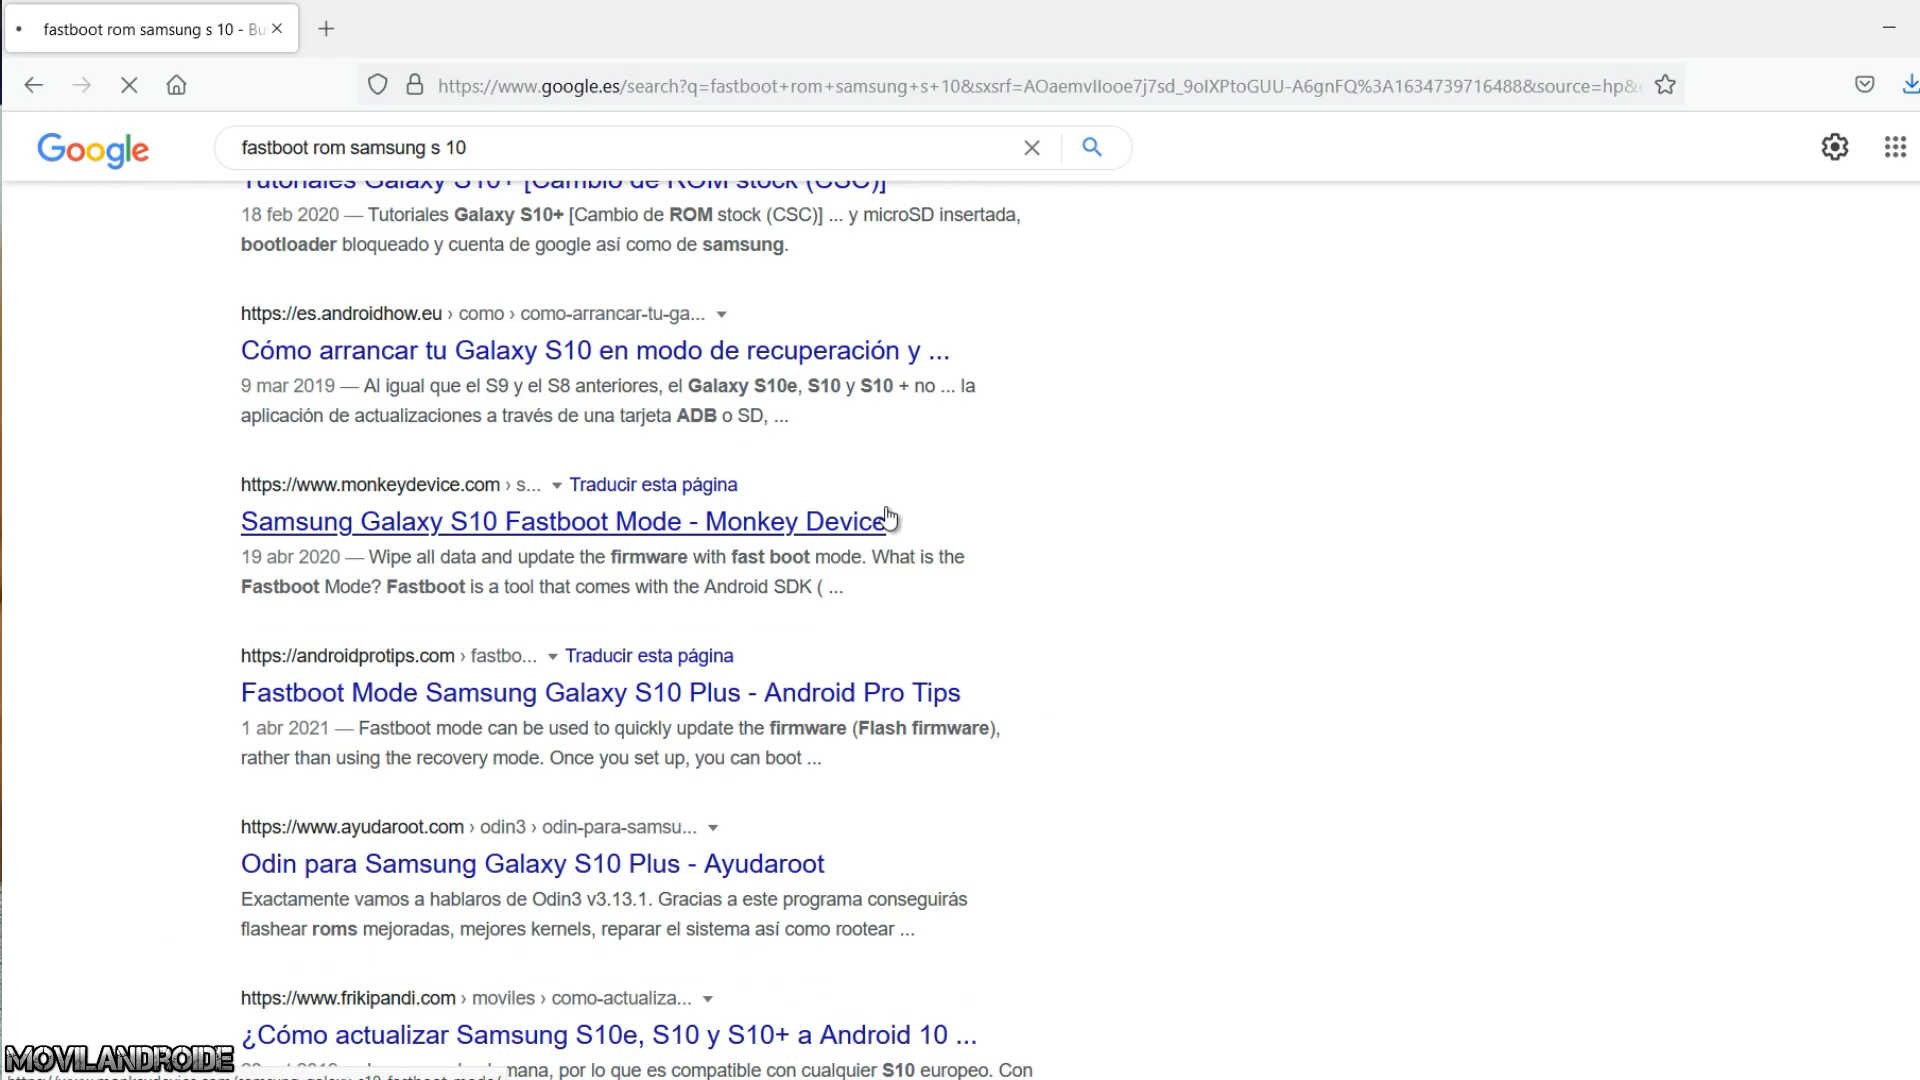 fastboot rom samsung s 10 - Bu
https://www.google.es/search?q=fastboot+rom+samsung+s+10&sxsrf=AOaemvIIooe7j7sd_9oIXPtoGUU-A6gnFQ%3A1634739716488&source=hp&e
Google
fastboot rom samsung s 10
Tutoriales Galaxy S10+ [Cambio de ROM stock (CSC)]
18 feb 2020 — Tutoriales Galaxy S10+ [Cambio de ROM stock (CSC)] ... y microSD insertada,
bootloader bloqueado y cuenta de google así como de samsung.
https://es.androidhow.eu › como › como-arrancar-tu-ga...
Cómo arrancar tu Galaxy S10 en modo de recuperación y ...
9 mar 2019 — Al igual que el S9 y el S8 anteriores, el Galaxy S10e, S10 y S10 + no ... la
aplicación de actualizaciones a través de una tarjeta ADB o SD, ...
https://www.monkeydevice.com › s... Traducir esta página
Samsung Galaxy S10 Fastboot Mode - Monkey Device
19 abr 2020 — Wipe all data and update the firmware with fast boot mode. What is the
Fastboot Mode? Fastboot is a tool that comes with the Android SDK ( ...
https://androidprotips.com › fastbo... Traducir esta página
Fastboot Mode Samsung Galaxy S10 Plus - Android Pro Tips
1 abr 2021 — Fastboot mode can be used to quickly update the firmware (Flash firmware),
rather than using the recovery mode. Once you set up, you can boot ...
https://www.ayudaroot.com › odin3 › odin-para-samsu...
Odin para Samsung Galaxy S10 Plus - Ayudaroot
Exactamente vamos a hablaros de Odin3 v3.13.1. Gracias a este programa conseguirás
flashear roms mejoradas, mejores kernels, reparar el sistema así como rootear ...
https://www.frikipandi.com › moviles › como-actualiza...
¿Cómo actualizar Samsung S10e, S10 y S10+ a Android 10 ...
mana, por lo que es compatible con cualquier S10 europeo. Con
MOVILANDROIDE